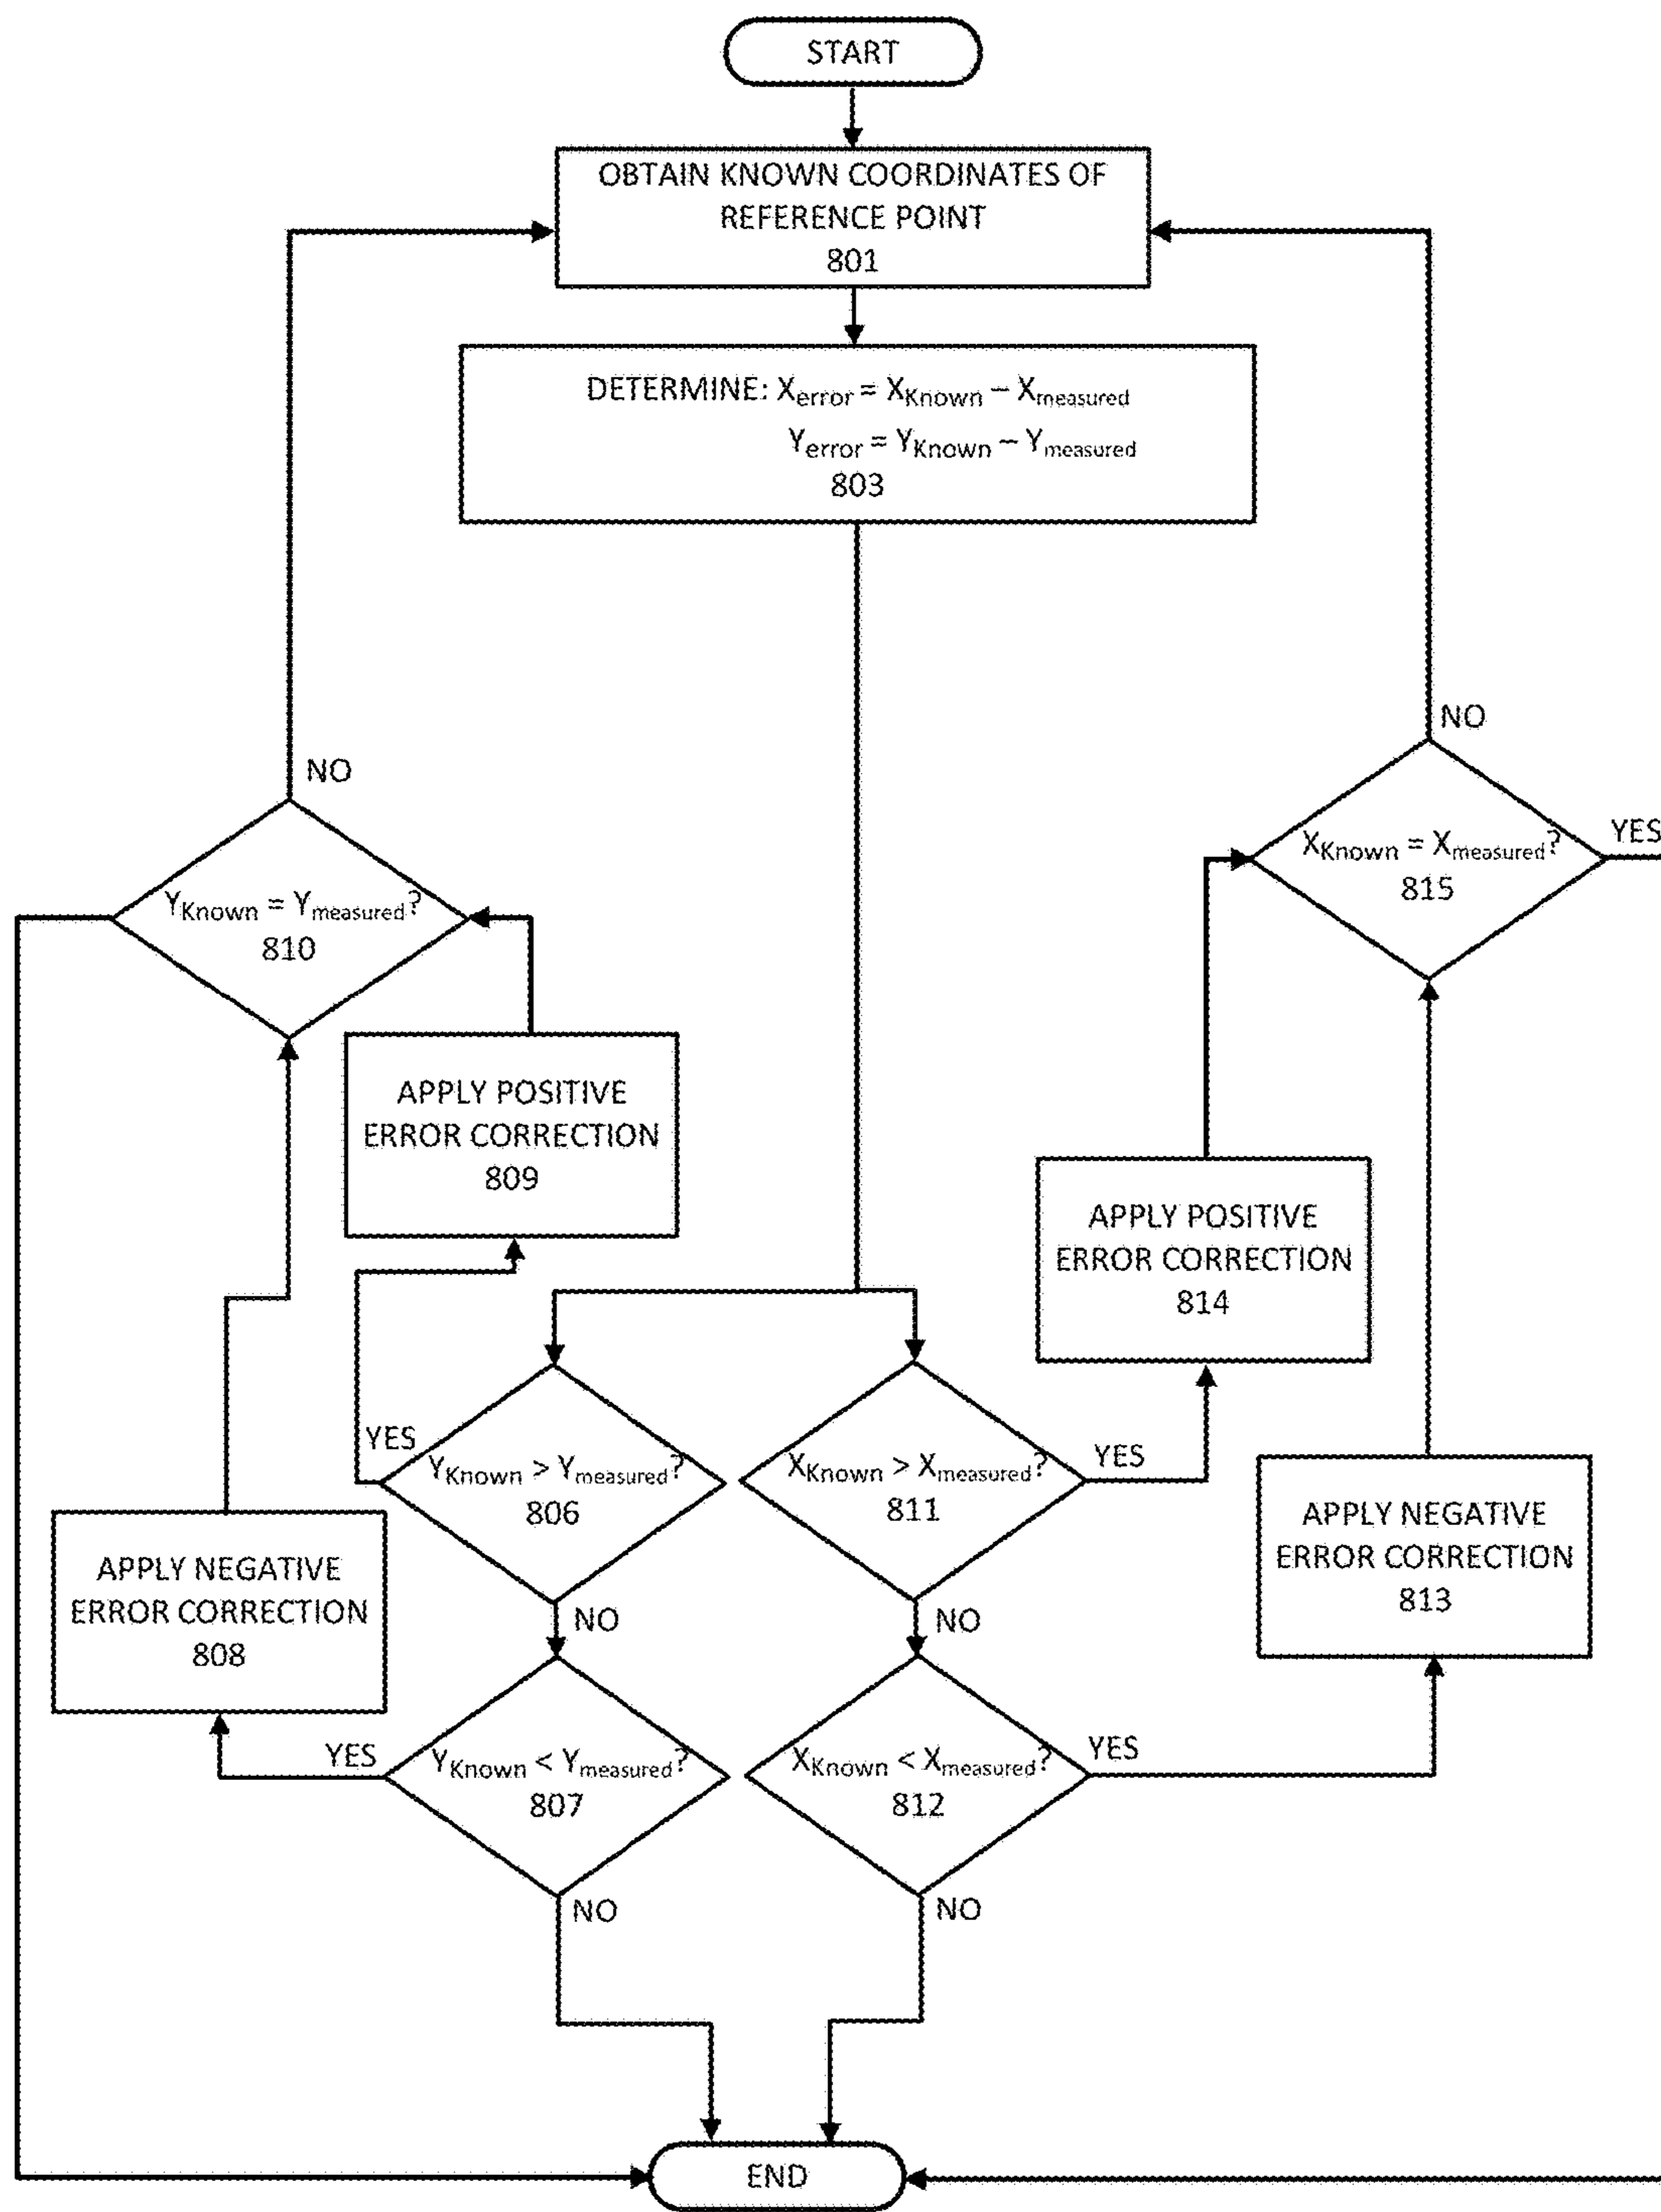 START
OBTAIN KNOWN COORDINATES OF
REFERENCE POINT
801
DETERMINE: Xerror = XKnown – Xmeasured
Yerror = YKnown – Ymeasured
803
NO
NO
YKnown = Ymeasured?
810
XKnown = Xmeasured?
815
YES
APPLY POSITIVE
ERROR CORRECTION
809
APPLY POSITIVE
ERROR CORRECTION
814
YES
YKnown > Ymeasured?
806
XKnown > Xmeasured?
811
YES
APPLY NEGATIVE
ERROR CORRECTION
808
APPLY NEGATIVE
ERROR CORRECTION
813
NO
NO
YES
YKnown < Ymeasured?
807
XKnown < Xmeasured?
812
YES
NO
NO
END